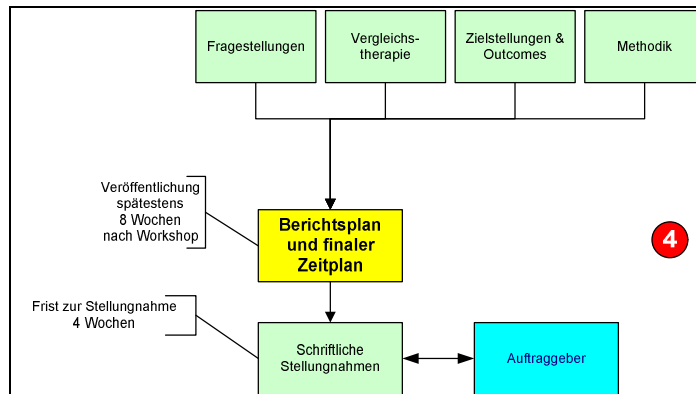 Fragestellungen
Vergleichs-
therapie
Zielstellungen &
Outcomes
Methodik
Veröffentlichung
spätestens
8 Wochen
nach Workshop
Berichtsplan
und finaler
Zeitplan
4
Frist zur Stellungnahme
4 Wochen
Schriftliche
Stellungnahmen
Auftraggeber